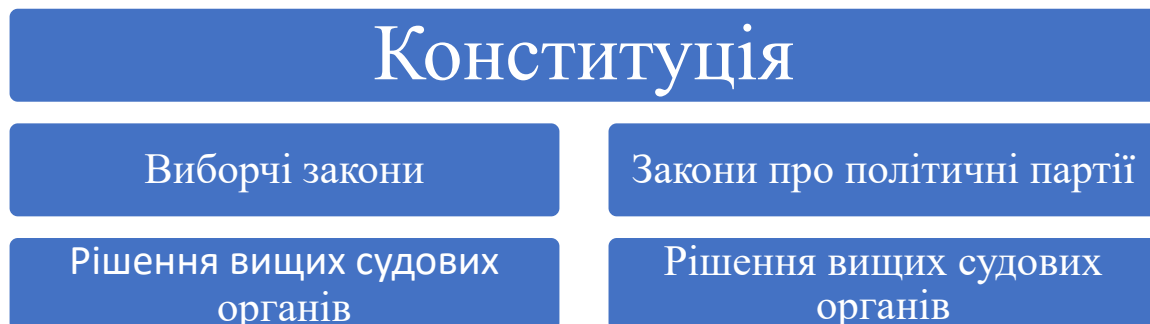 Конституція
Виборчі закони
Закони про політичні партії
Рішення вищих судових
органів
Рішення вищих судових
органів